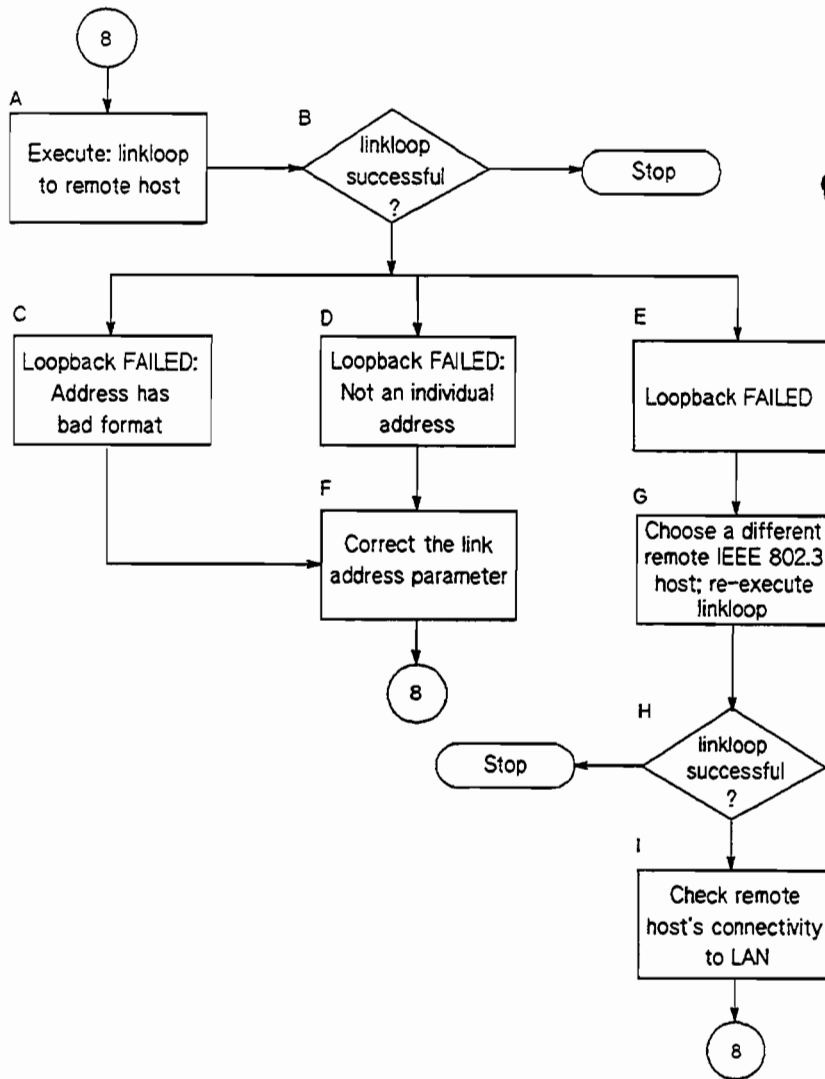 8
A
Execute: linkloop
to remote host
B
linkloop
successful
?
Stop
C
Loopback FAILED:
Address has
bad format
D
Loopback FAILED:
Not an individual
address
E
Loopback FAILED
F
Correct the link
address parameter
8
G
Choose a different
remote IEEE 802.3
host; re-execute
linkloop
H
linkloop
successful
?
Stop
I
Check remote
host's connectivity
to LAN
8